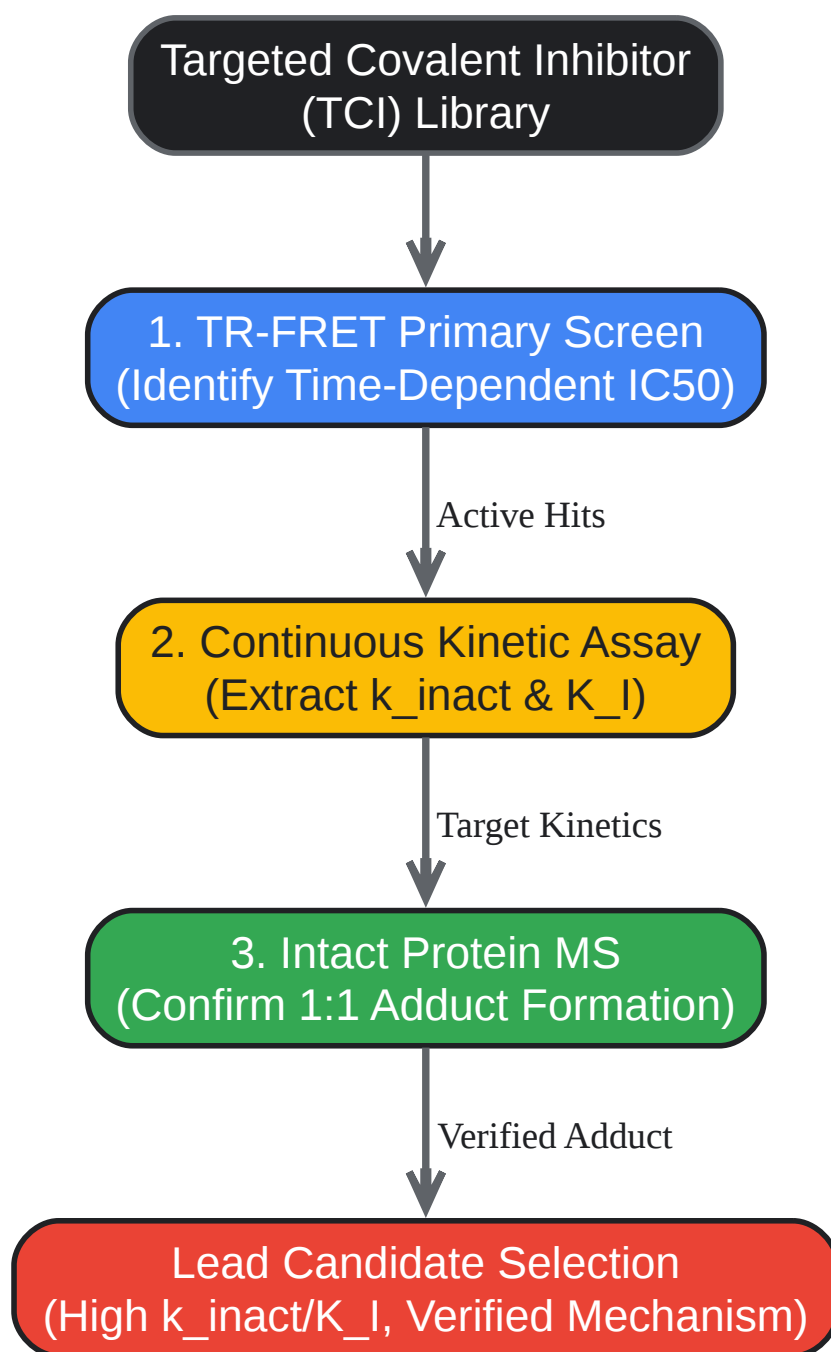 Targeted Covalent Inhibitor
(TCI) Library
1. TR-FRET Primary Screen
(Identify Time-Dependent IC50)
Active Hits
2. Continuous Kinetic Assay
(Extract k_inact & K_I)
Target Kinetics
3. Intact Protein MS
(Confirm 1:1 Adduct Formation)
Verified Adduct
Lead Candidate Selection
(High k_inact/K_I, Verified Mechanism)